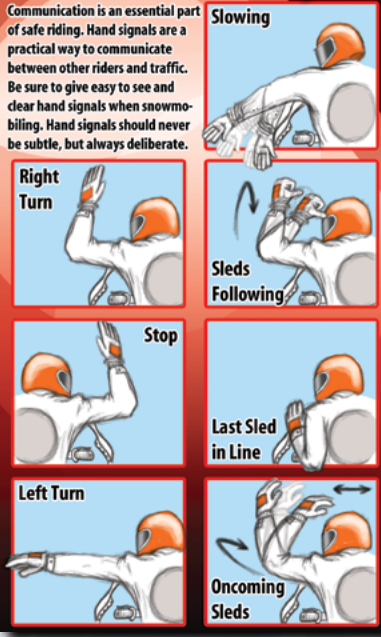 Communication is an essential part
of safe riding. Hand signals are a
practical way to communicate
between other riders and traffic.
Be sure to give easy to see and
clear hand signals when snowmo-
biling. Hand signals should never
be subtle, but always deliberate.
Slowing
Right
Turn
Sleds
Following
Stop
Last Sled
in Line
Left Turn
Oncoming
Sleds